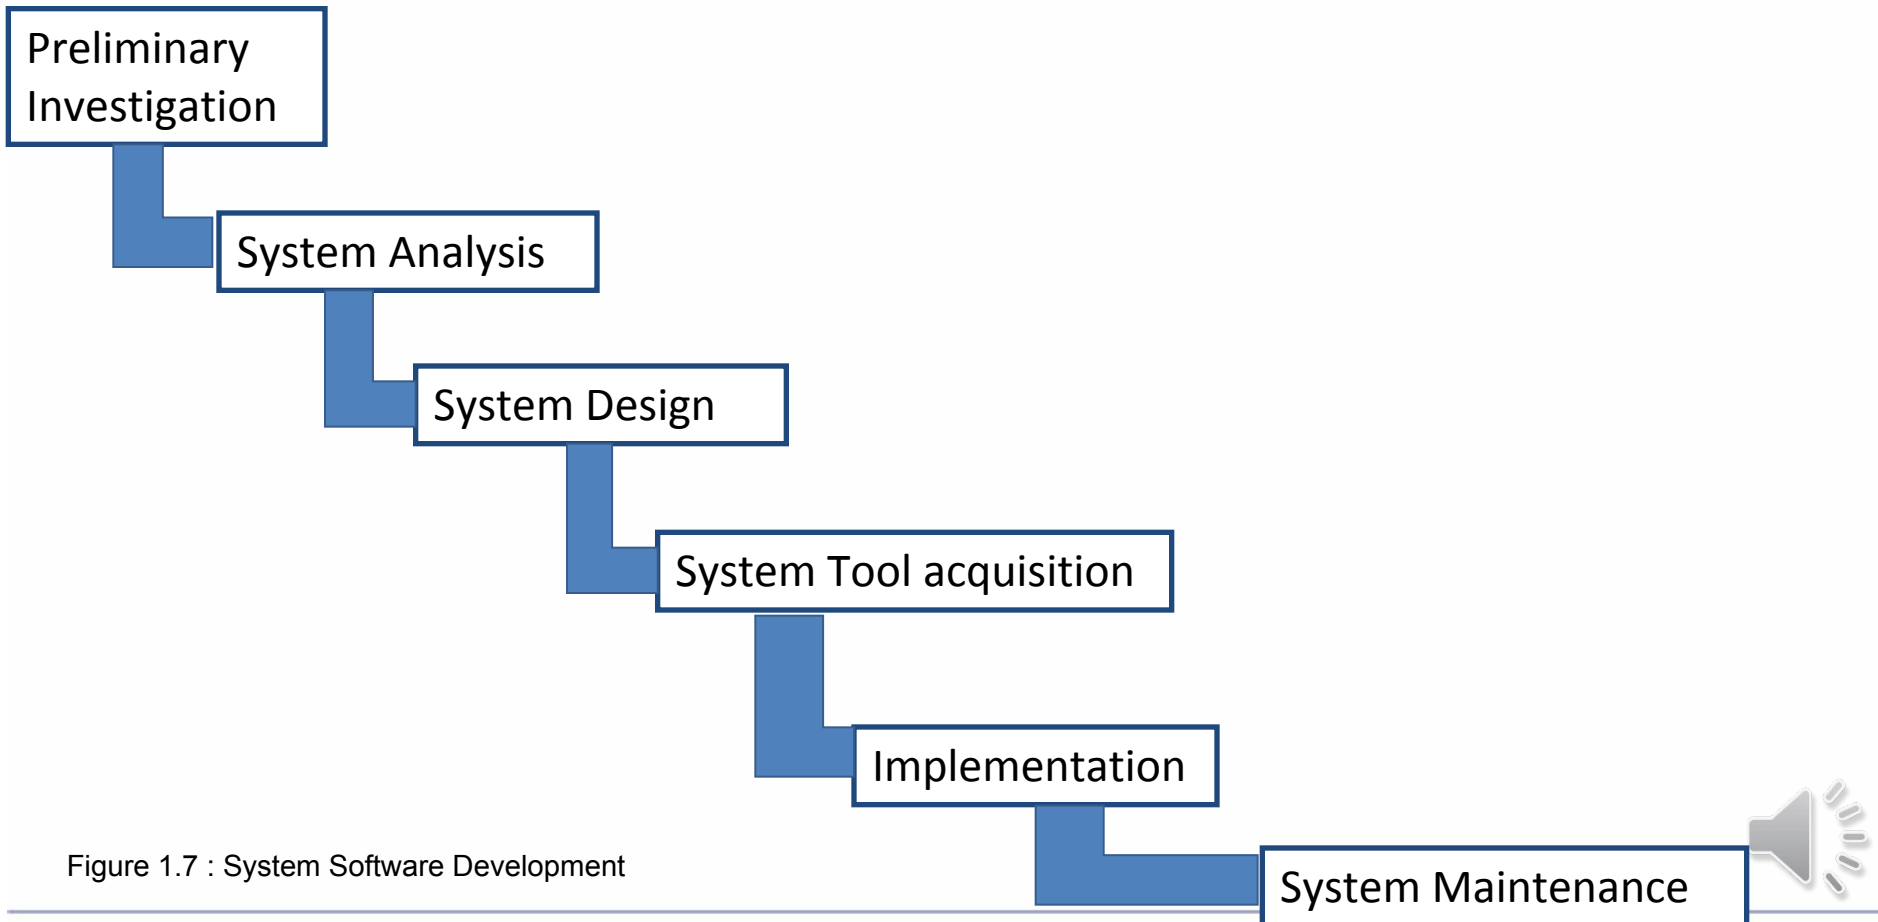 Preliminary
Investigation
System Analysis
System Design
System Tool acquisition
Implementation
Figure 1.7 : System Software Development
System Maintenance